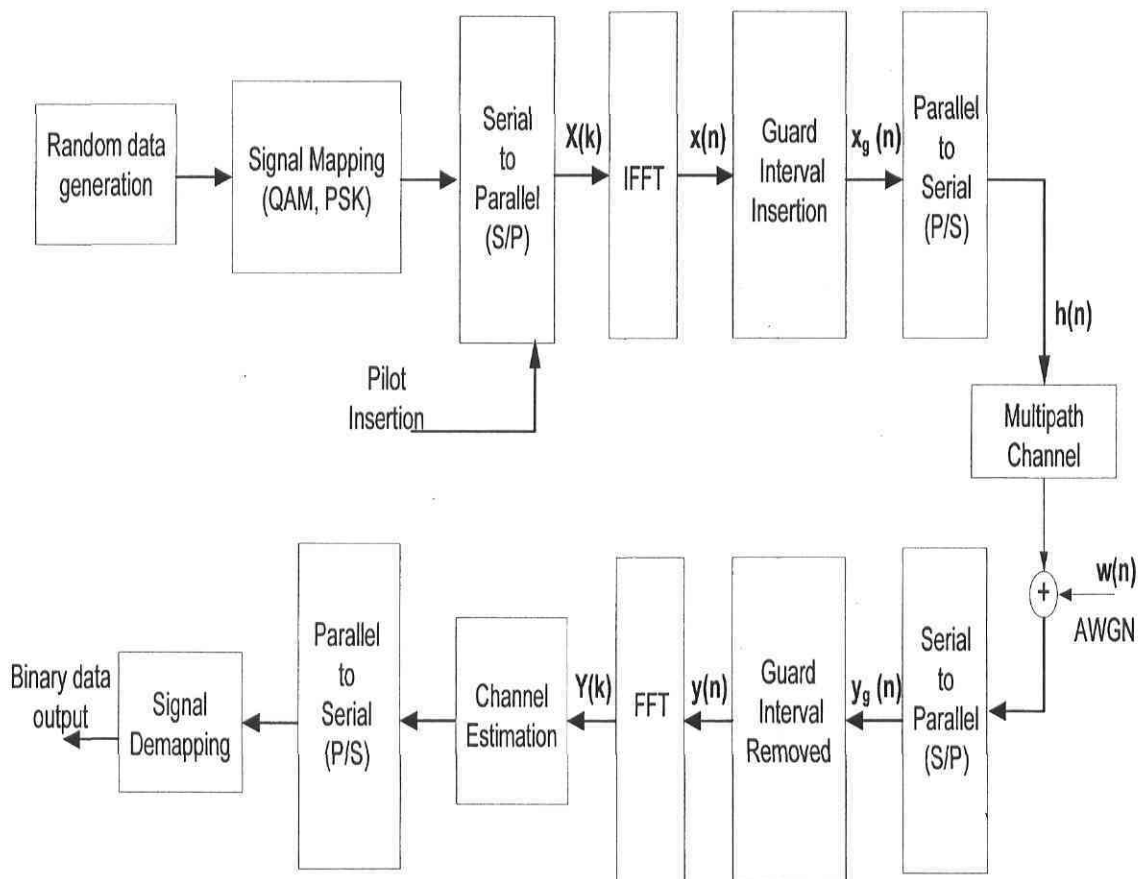 Random data
generation
Signal Mapping
(QAM, PSK)
Serial
to
Parallel
(S/P)
X(k)
IFFT
x(n)
Guard
Interval
Insertion
xg (n)
Parallel
to
Serial
(P/S)
h(n)
Pilot
Insertion
Multipath
Channel
+
w(n)
AWGN
Serial
to
Parallel
(S/P)
yg (n)
Guard
Interval
Removed
y(n)
FFT
Y(k)
Channel
Estimation
Parallel
to
Serial
(P/S)
Signal
Demapping
Binary data
output